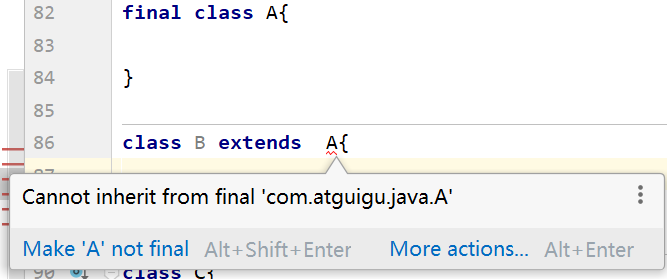 82 final class A{
83
84 }
85
86 class B extends  A{
Cannot inherit from final 'com.atguigu.java.A'
Make 'A' not final Alt+Shift+Enter More actions... Alt+Enter
90 class C{